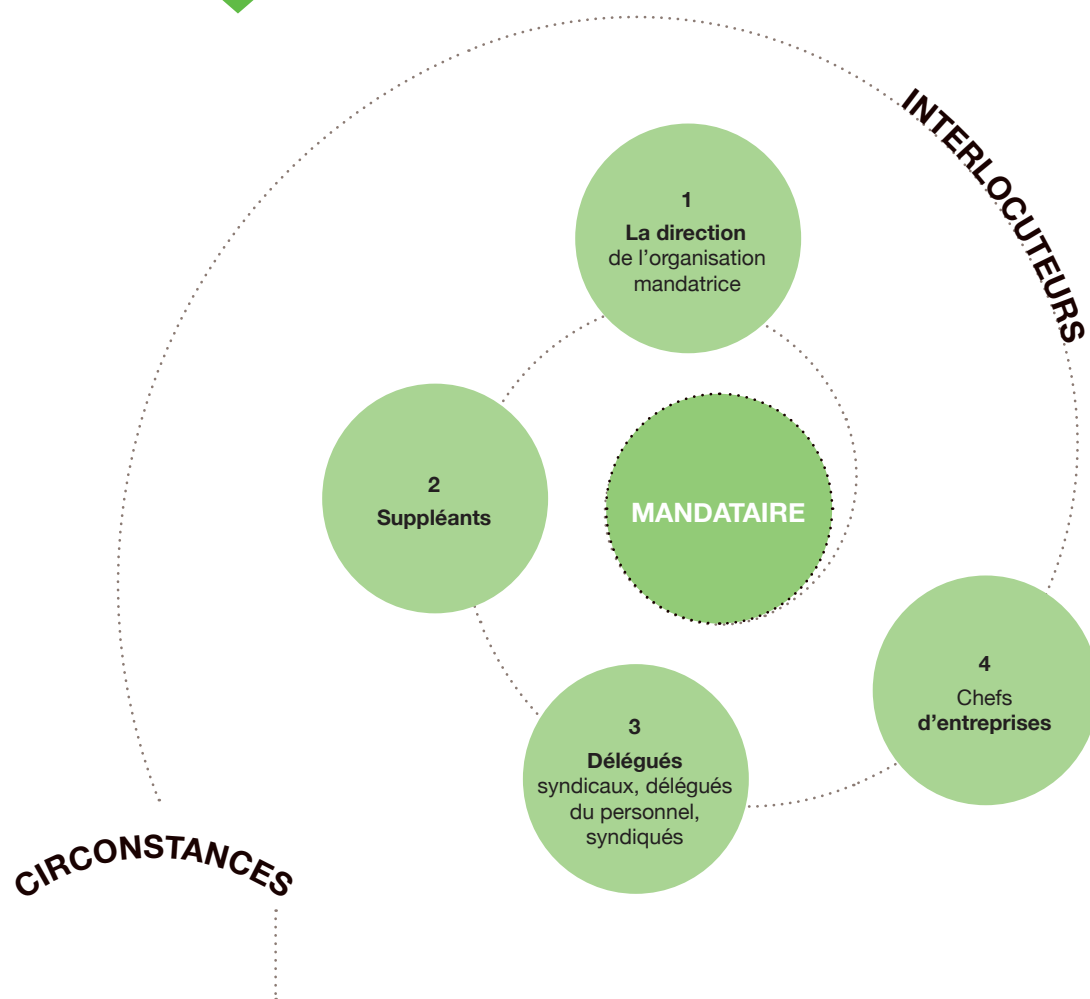 INTERLOCUTEURS
1
La direction
de l'organisation
mandatrice
2
Suppléants
MANDATAIRE
3
Délégués
syndicaux, délégués
du personnel,
syndiqués
4
Chefs
d'entreprises
CIRCONSTANCES